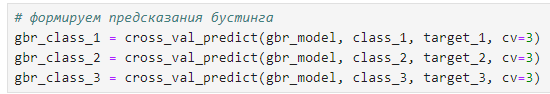 # формируем предсказания бустинга
gbr_class_1 = cross_val_predict(gbr_model, class_1, target_1, cv=3)
gbr_class_2 = cross_val_predict(gbr_model, class_2, target_2, cv=3)
gbr_class_3 = cross_val_predict(gbr_model, class_3, target_3, cv=3)